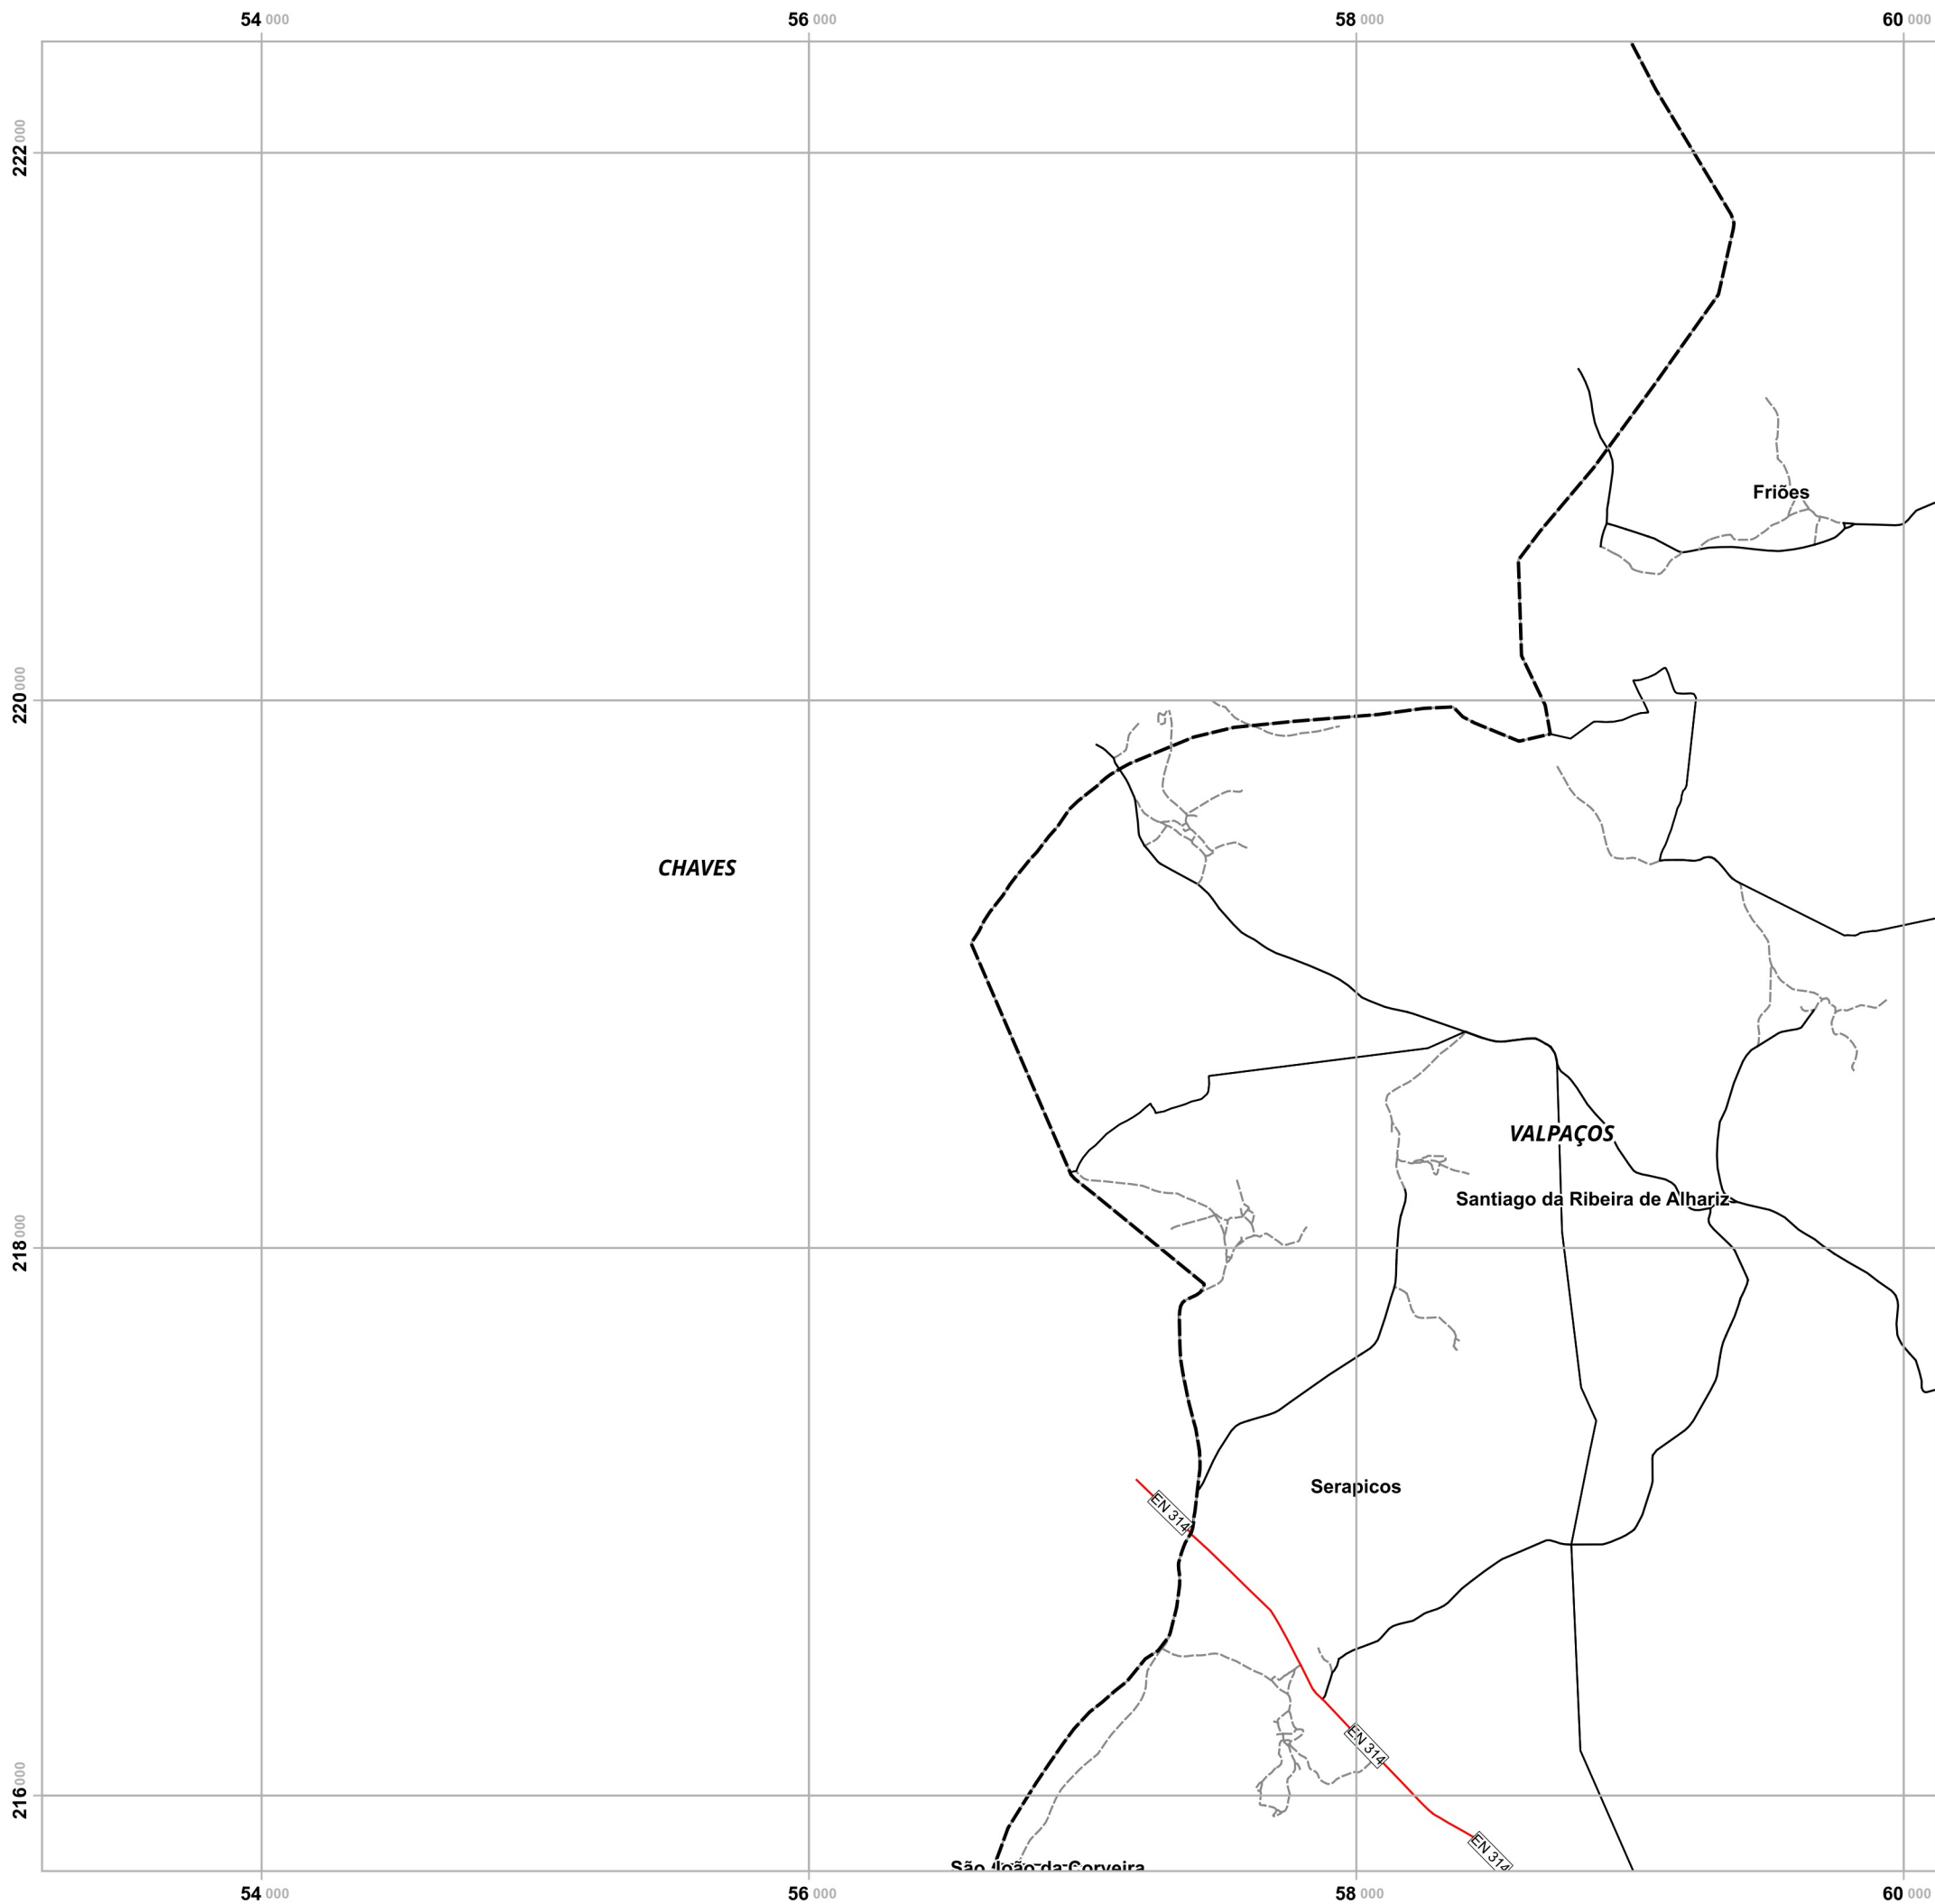 54 000
56 000
58 000
60 000
222 000
Friões
220 000
CHAVES
VALPAÇOS
Santiago da Ribeira de Alhariz
218 000
Serapicos
EN 314
EN 314
216 000
EN 314
São João da Corveira
54 000
56 000
58 000
60 000